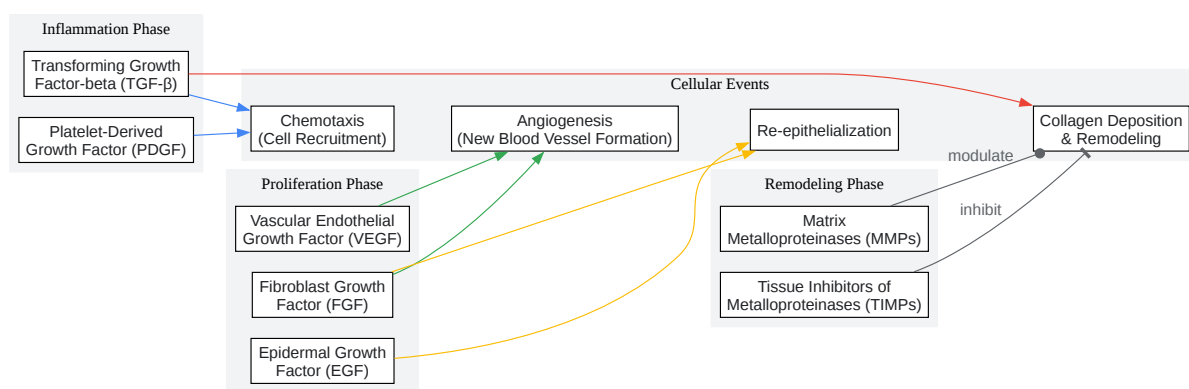 Inflammation Phase
Transforming Growth
Factor-beta (TGF-β)
Platelet-Derived
Growth Factor (PDGF)
Cellular Events
Chemotaxis
(Cell Recruitment)
Angiogenesis
(New Blood Vessel Formation)
Re-epithelialization
Collagen Deposition
& Remodeling
modulate
inhibit
Proliferation Phase
Vascular Endothelial
Growth Factor (VEGF)
Fibroblast Growth
Factor (FGF)
Epidermal Growth
Factor (EGF)
Remodeling Phase
Matrix
Metalloproteinases (MMPs)
Tissue Inhibitors of
Metalloproteinases (TIMPs)